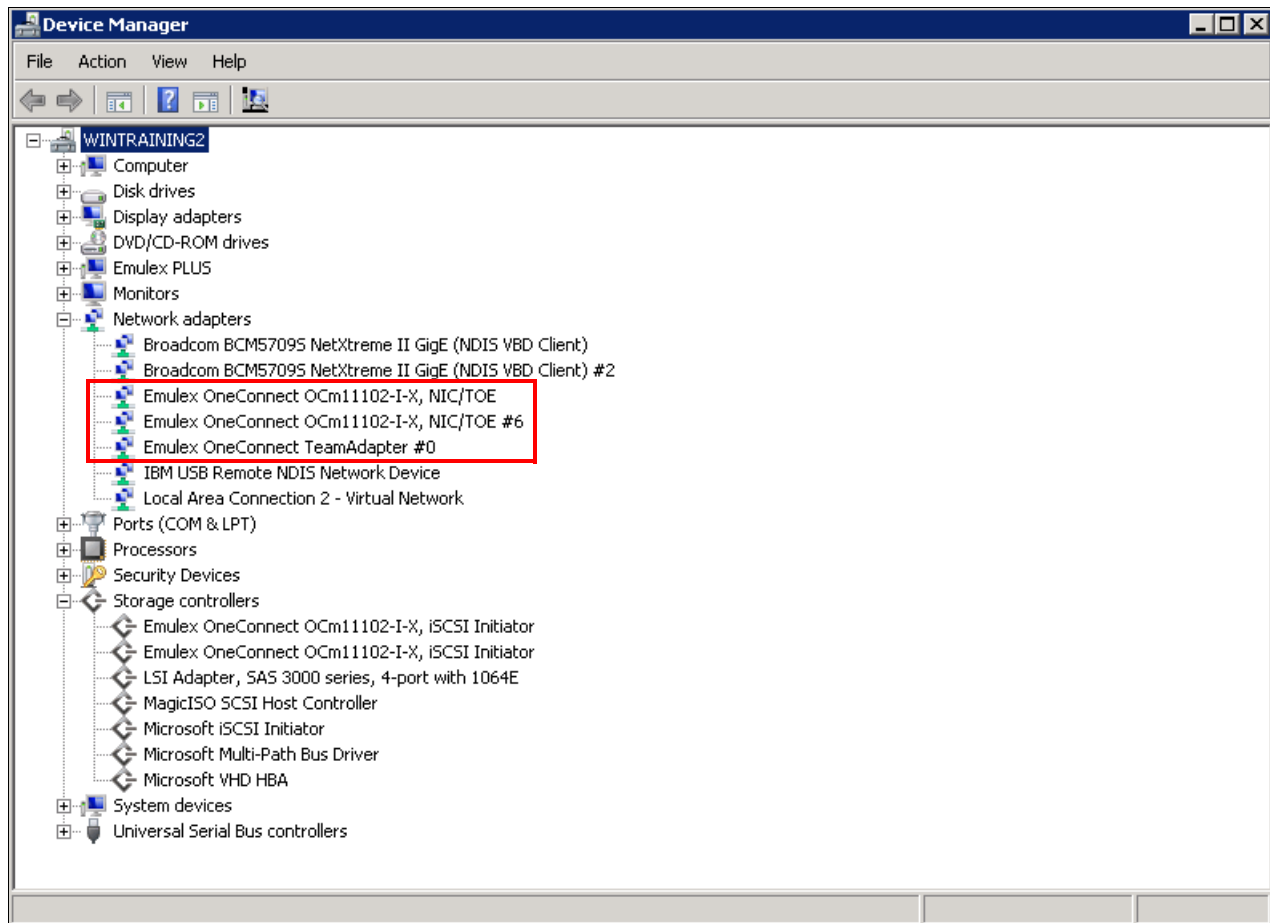 Device Manager
File Action View Help
WINTRAINING2
Computer
Disk drives
Display adapters
DVD/CD-ROM drives
Emulex PLUS
Monitors
Network adapters
Broadcom BCM5709S NetXtreme II GigE (NDIS VBD Client)
Broadcom BCM5709S NetXtreme II GigE (NDIS VBD Client) #2
Emulex OneConnect OCm11102-I-X, NIC/TOE
Emulex OneConnect OCm11102-I-X, NIC/TOE #6
Emulex OneConnect TeamAdapter #0
IBM USB Remote NDIS Network Device
Local Area Connection 2 - Virtual Network
Ports (COM & LPT)
Processors
Security Devices
Storage controllers
Emulex OneConnect OCm11102-I-X, iSCSI Initiator
Emulex OneConnect OCm11102-I-X, iSCSI Initiator
LSI Adapter, SAS 3000 series, 4-port with 1064E
MagicISO SCSI Host Controller
Microsoft iSCSI Initiator
Microsoft Multi-Path Bus Driver
Microsoft VHD HBA
System devices
Universal Serial Bus controllers